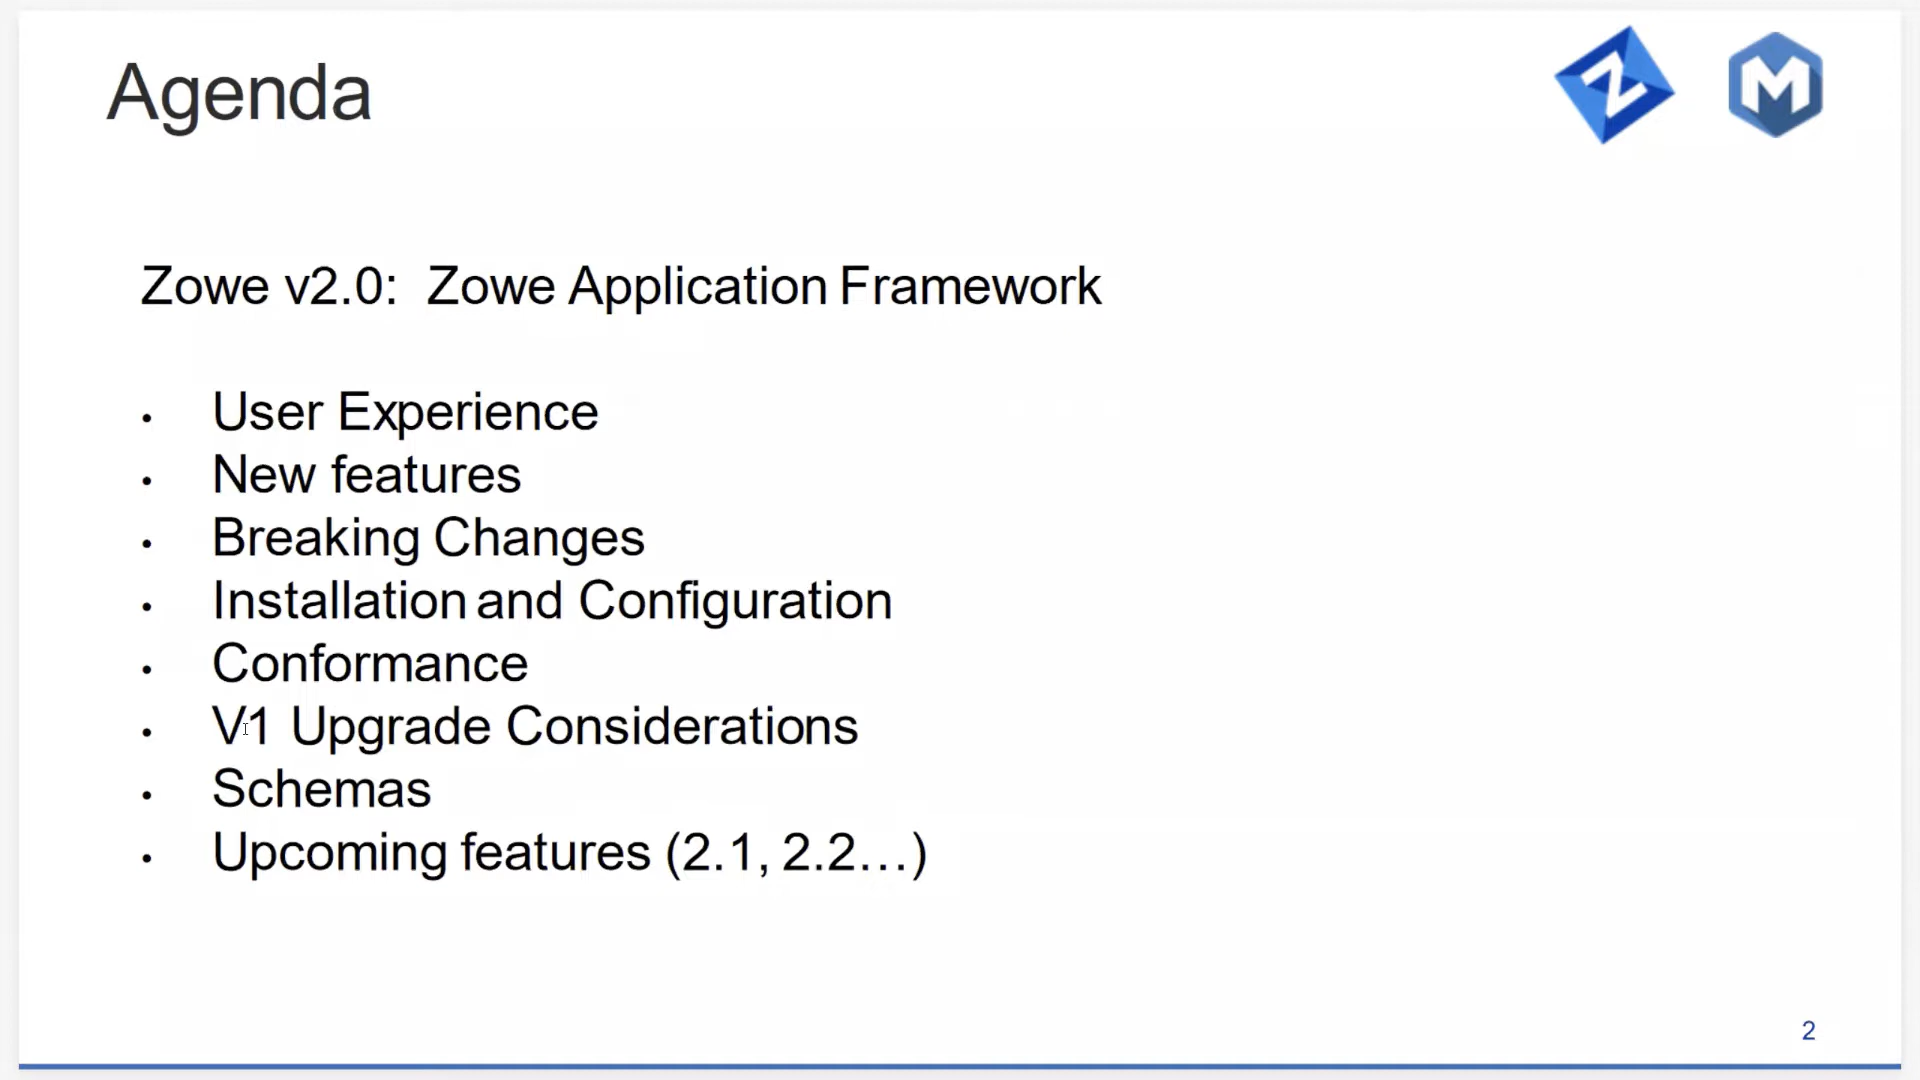 Agenda
Z
M
Zowe v2.0: Zowe Application Framework
• User Experience
• New features
• Breaking Changes
• Installation and Configuration
• Conformance
• V1 Upgrade Considerations
• Schemas
• Upcoming features (2.1, 2.2…)
2